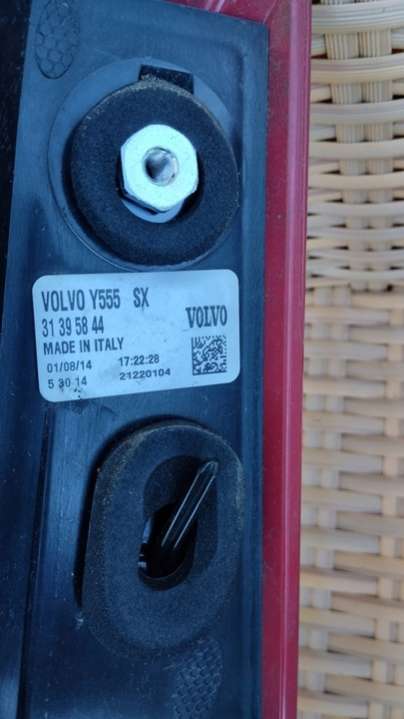 VOLVO Y555 SX
31 39 58 44
VOLVO
MADE IN ITALY
01/08/14 17:22:28
5 30 14 21220104